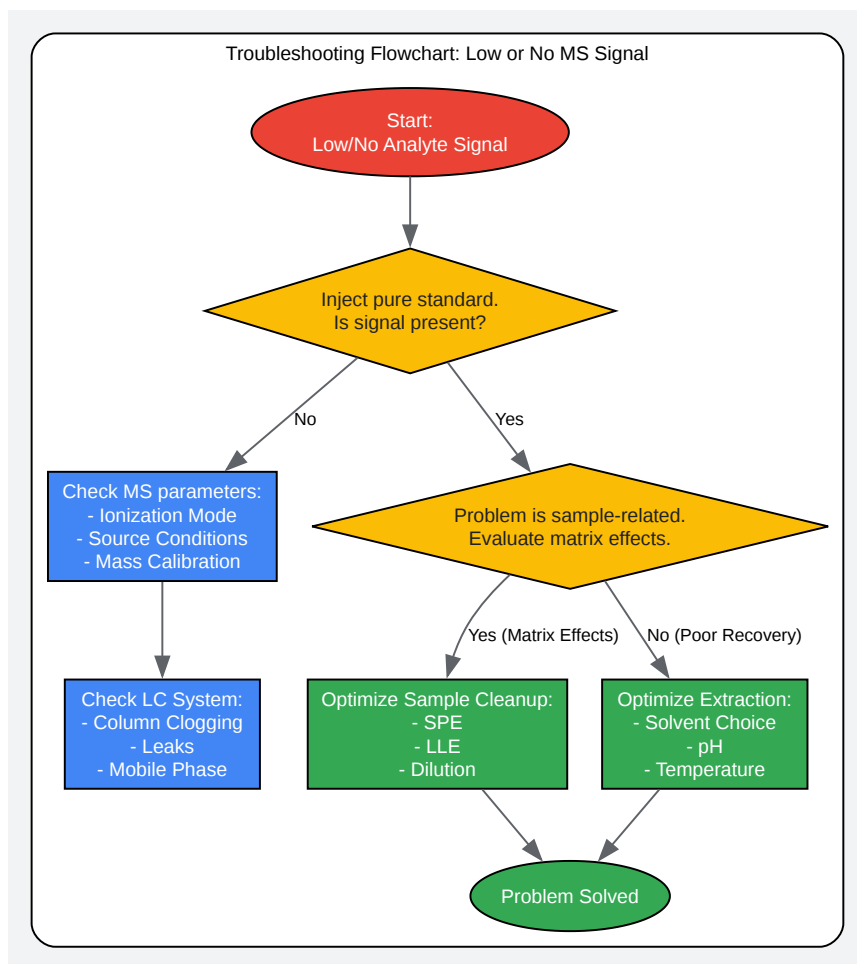 Troubleshooting Flowchart: Low or No MS Signal
Start:
Low/No Analyte Signal
Inject pure standard.
Is signal present?
No
Yes
Check MS parameters:
- Ionization Mode
- Source Conditions
- Mass Calibration
Problem is sample-related.
Evaluate matrix effects.
Yes (Matrix Effects)
No (Poor Recovery)
Check LC System:
- Column Clogging
- Leaks
- Mobile Phase
Optimize Sample Cleanup:
- SPE
- LLE
- Dilution
Optimize Extraction:
- Solvent Choice
- pH
- Temperature
Problem Solved